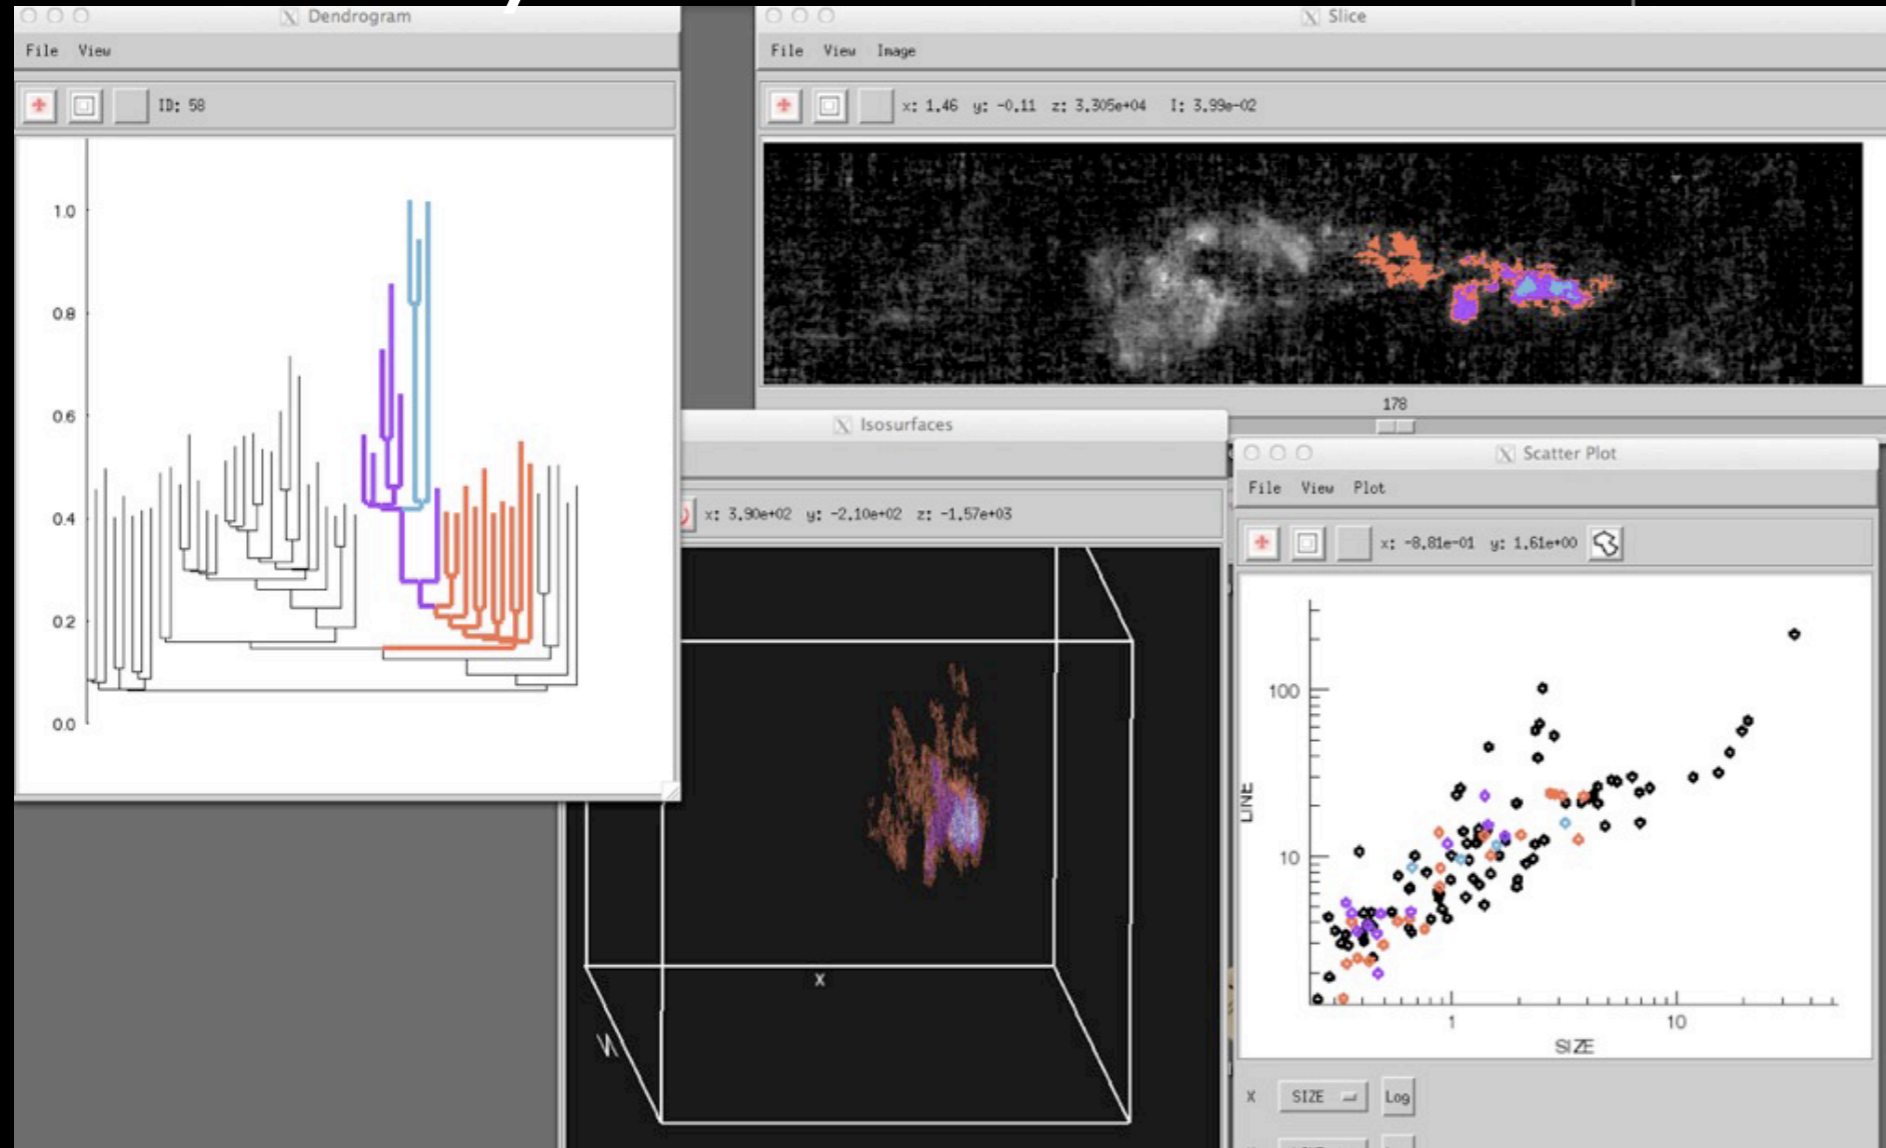 Dendrogram
File View
ID: 58
1.0
0.8
0.6
0.4
0.2
0.0
Slice
File View Image
x: 1.46 y: -0.11 z: 3.305e+04 I: 3.99e-02
178
Isosurfaces
x: 3.90e+02 y: -2.10e+02 z: -1.57e+03
X
Scatter Plot
File View Plot
x: -8.81e-01 y: 1.61e+00
100
10
1 10
SIZE
X SIZE Log